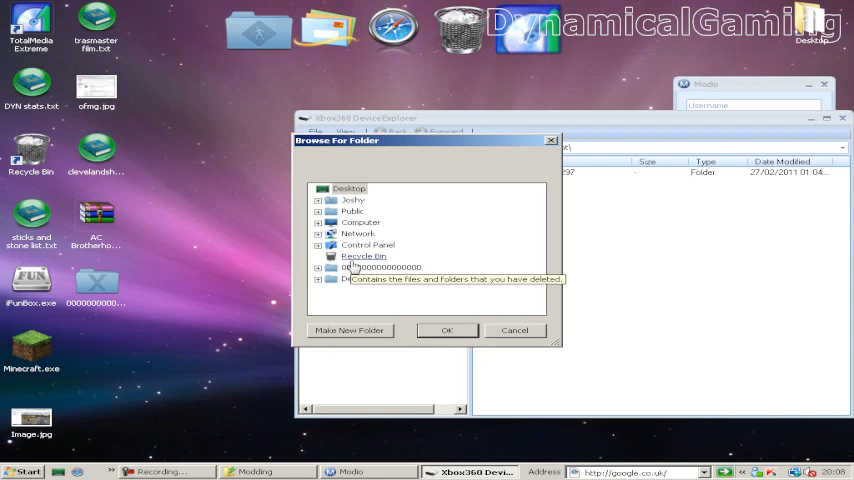 DynamicalGaming
TotalMedia Extreme
trasmaster film.txt
Desktop
DYN stats.txt
ofmg.jpg
Recycle Bin
clevelandsh...
sticks and stone list.txt
AC Brotherho...
iFunBox.exe
0000000000...
Minecraft.exe
Image.jpg
Modio
Username
Xbox360 DeviceExplorer
File View Back Forward
Size Type Date Modified
297 - Folder 27/02/2011 01:04...
Browse For Folder
Desktop
Joshy
Public
Computer
Network
Control Panel
Recycle Bin
Contains the files and folders that you have deleted.
Make New Folder OK Cancel
Start Recording... Modding Modio Xbox360 Devi... Address http://google.co.uk/ 20:08